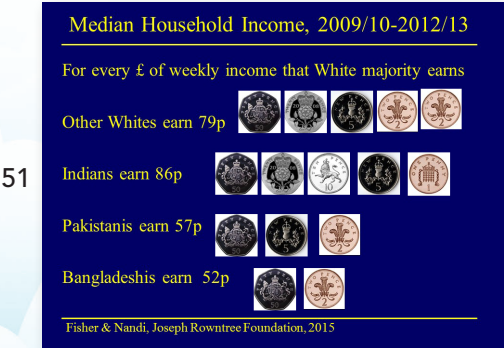 Median Household Income, 2009/10-2012/13
For every £ of weekly income that White majority earns
Other Whites earn 79p
51
Indians earn 86p
Pakistanis earn 57p
Bangladeshis earn 52p
Fisher & Nandi, Joseph Rowntree Foundation, 2015